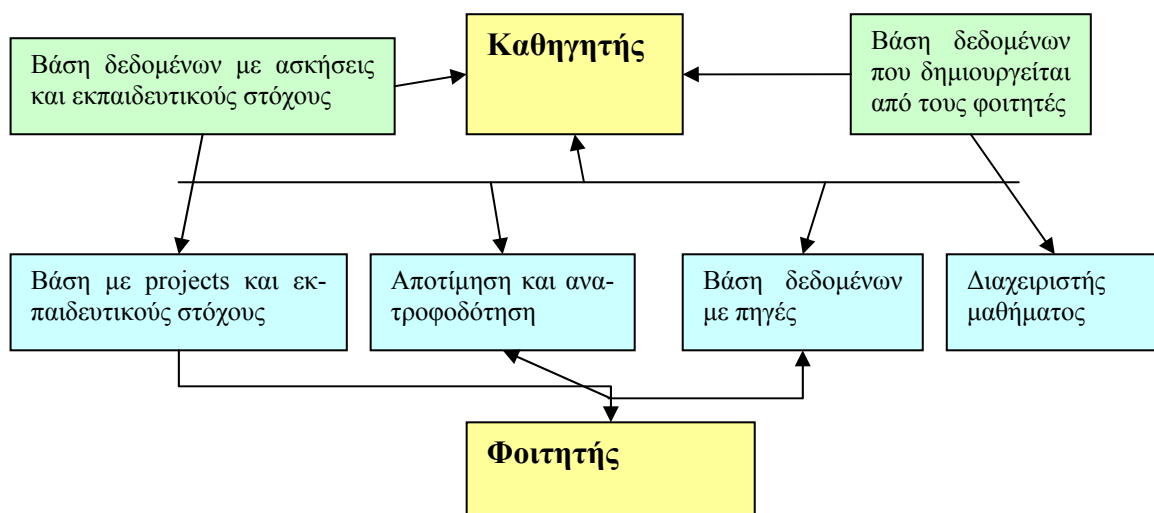 Βάση δεδομένων με ασκήσεις
και εκπαιδευτικούς στόχους
Καθηγητής
Βάση δεδομένων
που δημιουργείται
από τους φοιτητές
Βάση με projects και εκ-
παιδευτικούς στόχους
Αποτίμηση και ανα-
τροφοδότηση
Βάση δεδομένων
με πηγές
Διαχειριστής
μαθήματος
Φοιτητής